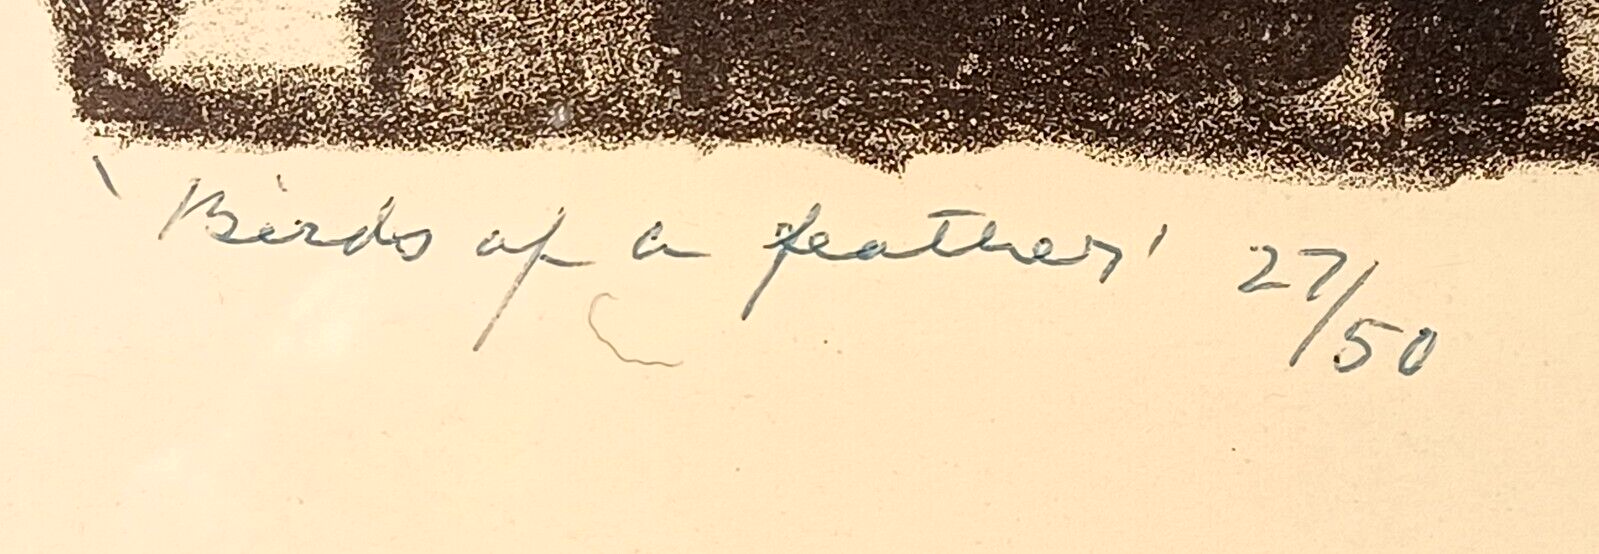 'Birds of a feather' 27/50